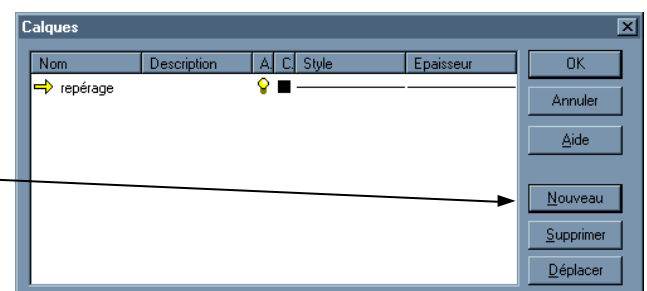 Calques
Nom Description A. C. Style Epaisseur
repérage
OK
Annuler
Aide
Nouveau
Supprimer
Déplacer